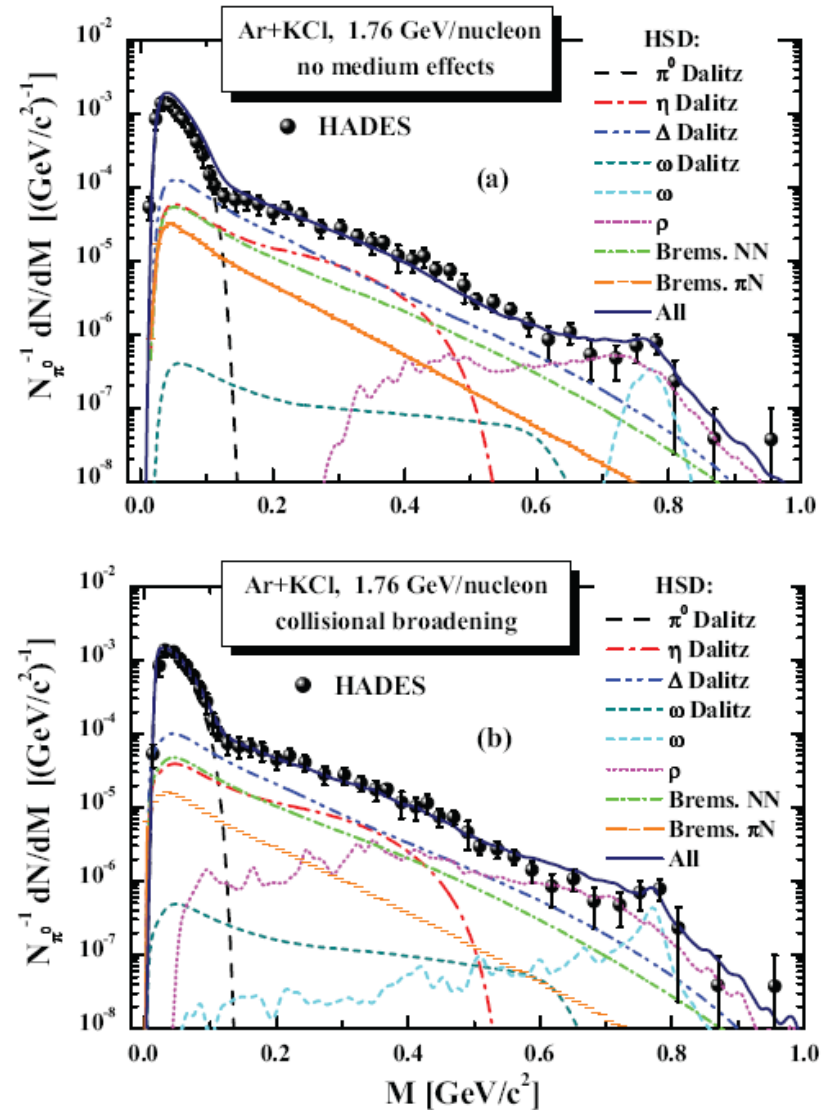 Ar+KCl, 1.76 GeV/nucleon
no medium effects
HADES
(a)
HSD:
π⁰ Dalitz
η Dalitz
Δ Dalitz
ω Dalitz
ω
ρ
Brems. NN
Brems. πN
All
N_π⁰⁻¹ dN/dM [(GeV/c²)⁻¹]
10⁻²
10⁻³
10⁻⁴
10⁻⁵
10⁻⁶
10⁻⁷
10⁻⁸
0.0 0.2 0.4 0.6 0.8 1.0
Ar+KCl, 1.76 GeV/nucleon
collisional broadening
HADES
(b)
HSD:
π⁰ Dalitz
η Dalitz
Δ Dalitz
ω Dalitz
ω
ρ
Brems. NN
Brems. πN
All
N_π⁰⁻¹ dN/dM [(GeV/c²)⁻¹]
10⁻²
10⁻³
10⁻⁴
10⁻⁵
10⁻⁶
10⁻⁷
10⁻⁸
0.0 0.2 0.4 0.6 0.8 1.0
M [GeV/c²]